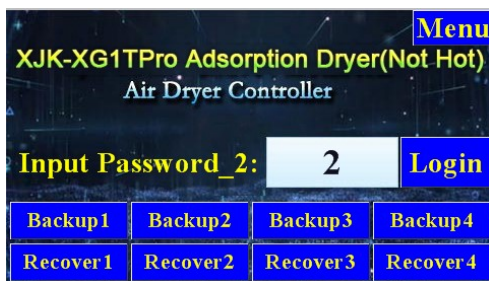 Menu
XJK-XG1TPro Adsorption Dryer(Not Hot)
Air Dryer Controller
Input Password_2: 2 Login
Backup1 Backup2 Backup3 Backup4
Recover1 Recover2 Recover3 Recover4